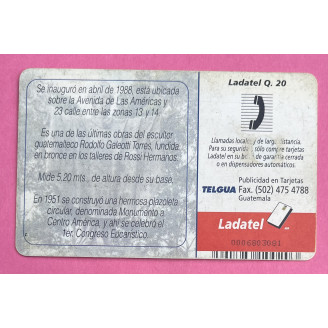 Se inauguró en abril de 1988, está ubicada
sobre la Avenida de Las Américas y
23 calle entre las zonas 13 y 14
Es una de las últimas obras del escultor
guatemalteco Rodolfo Galeotti Torres, fundida
en bronce en los talleres de Rossi Hermanos.
Mide 5.20 mts., de altura desde su base.
En 1951 se construyó una hermosa plazoleta
circular, denominada Monumento a
Centro América, y ahí se celebró el
1er. Congreso Eucarístico.
Ladatel Q. 20
Llamadas locales y de larga distancia.
Para su seguridad sólo compre tarjetas
Ladatel en su bolsa de garantía cerrada
o en dispensadores automáticos.
Publicidad en Tarjetas
TELGUA Fax. (502) 475 4788
Guatemala
Ladatel